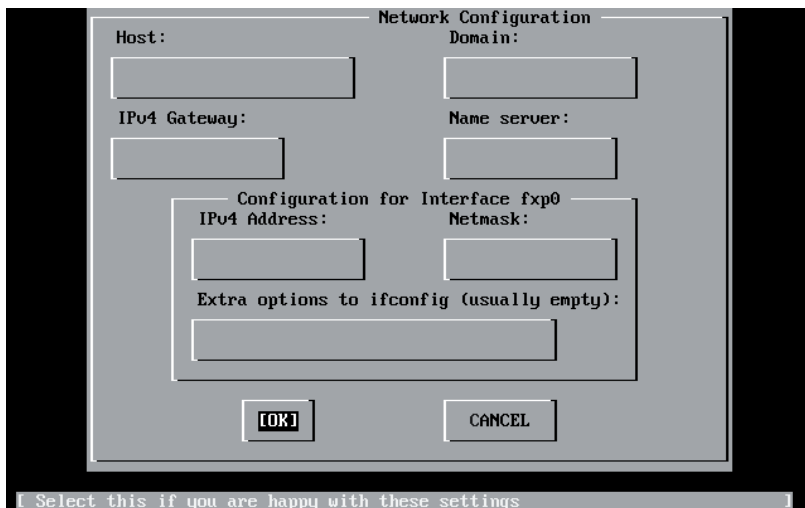 Network Configuration
Host: Domain:
IPv4 Gateway: Name server:
Configuration for Interface fxp0
IPv4 Address: Netmask:
Extra options to ifconfig (usually empty):
[OK] CANCEL
[ Select this if you are happy with these settings ]